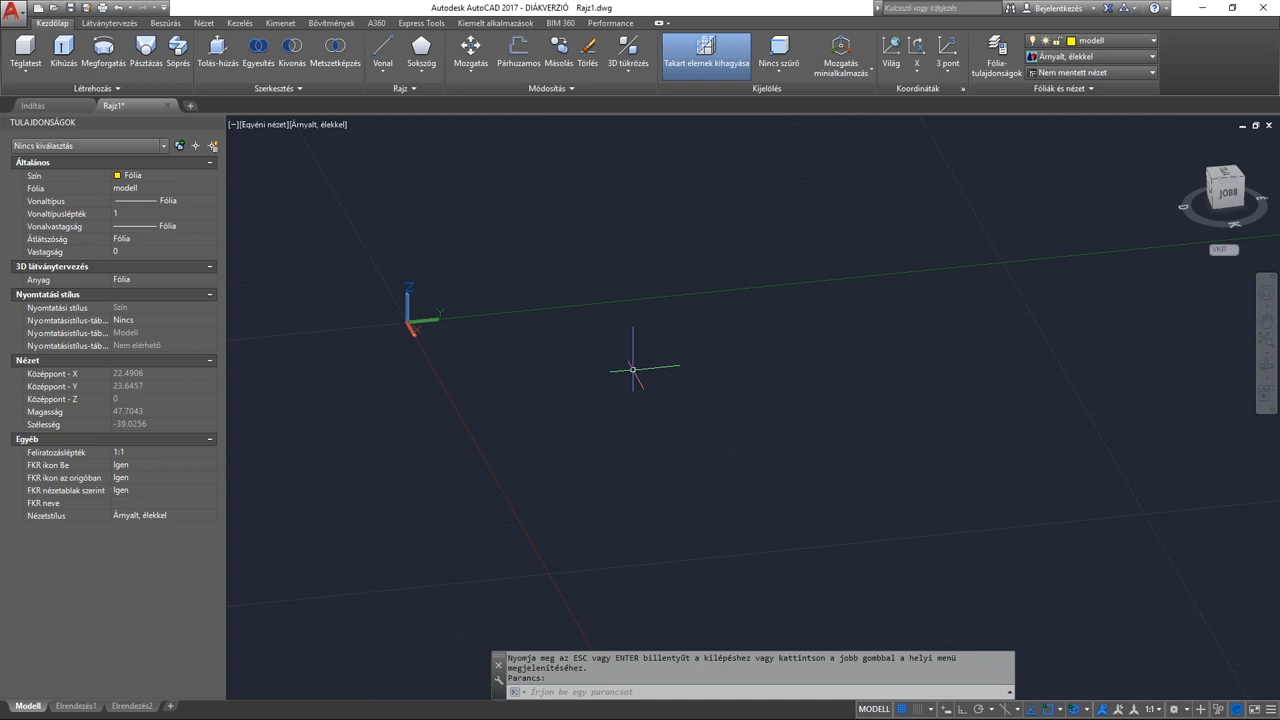 Autodesk AutoCAD 2017 - DIÁKVERZIÓ Rajz1.dwg
Kulcsszó vagy kifejezés
Bejelentkezés
Kezdőlap Látványtervezés Beszúrás Nézet Kezelés Kimenet Bővítmények A360 Express Tools Kiemelt alkalmazások BIM 360 Performance
Téglatest Kihúzás Megforgatás Pásztázás Söprés Tolás-húzás Egyesítés Kivonás Metszetképzés Vonal Sokszög Mozgatás Párhuzamos Másolás Törlés 3D tükrözés Takart elemek kihagyása Nincs szűrő Mozgatás minialkalmazás Világ X 3 pont Fólia-tulajdonságok
modell
Árnyalt, élekkel
Nem mentett nézet
Létrehozás Szerkesztés Rajz Módosítás Kijelölés Koordináták Fóliák és nézet
Indítás Rajz1*
TULAJDONSÁGOK
Nincs kiválasztás
[−][Egyéni nézet][Árnyalt, élekkel]
Általános
Szín Fólia
Fólia modell
Vonaltípus Fólia
Vonaltípuslépték 1
Vonalvastagság Fólia
Átlátszóság Fólia
Vastagság 0
3D látványtervezés
Anyag Fólia
Nyomtatási stílus
Nyomtatási stílus Szín
Nyomtatásistílus-táb... Nincs
Nyomtatásistílus-táb... Modell
Nyomtatásistílus-táb... Nem elérhető
Nézet
Középpont - X 22.4906
Középpont - Y 23.6457
Középpont - Z 0
Magasság 47.7043
Szélesség -39.0256
Egyéb
Feliratozáslépték 1:1
FKR ikon Be Igen
FKR ikon az origóban Igen
FKR nézetablak szerint Igen
FKR neve
Nézetstílus Árnyalt, élekkel
Z
Y
X
JOBB
D
K
VKR
Nyomja meg az ESC vagy ENTER billentyűt a kilépéshez vagy kattintson a jobb gombbal a helyi menü
megjelenítéséhez.
Parancs:
Írjon be egy parancsot
Modell Elrendezés1 Elrendezés2
MODELL
1:1